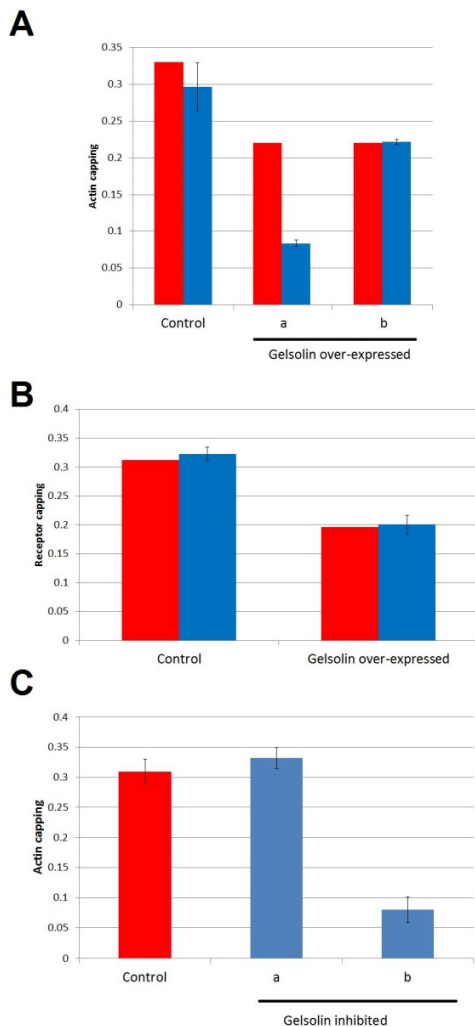 A
0.35
0.3
0.25
0.2
0.15
0.1
0.05
0
Actin capping
Control
a
b
Gelsolin over-expressed
B
0.4
0.35
0.3
0.25
0.2
0.15
0.1
0.05
0
Receptor capping
Control
Gelsolin over-expressed
C
0.4
0.35
0.3
0.25
0.2
0.15
0.1
0.05
0
Actin capping
Control
a
b
Gelsolin inhibited